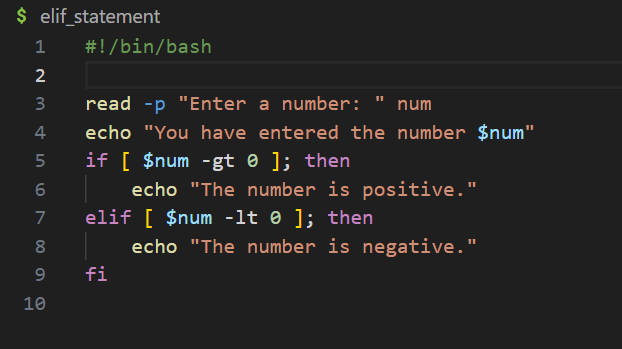 $ elif_statement
1 #!/bin/bash
2
3 read -p "Enter a number: " num
4 echo "You have entered the number $num"
5 if [ $num -gt 0 ]; then
6     echo "The number is positive."
7 elif [ $num -lt 0 ]; then
8     echo "The number is negative."
9 fi
10